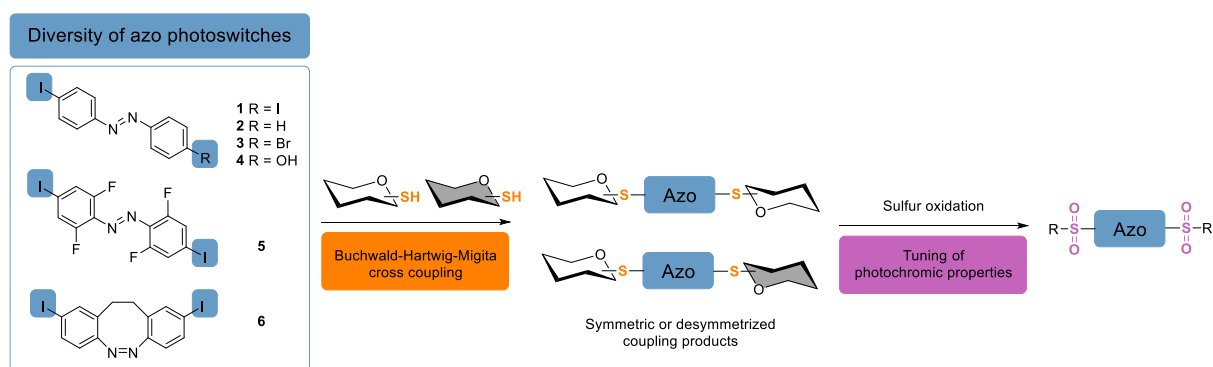 Diversity of azo photoswitches
I
N
N
R
1 R = I
2 R = H
3 R = Br
4 R = OH
I
F
F
N
N
F
F
I
5
I
I
N
N
6
O
SH
O
SH
Buchwald-Hartwig-Migita
cross coupling
O
S
Azo
S
O
O
S
Azo
S
O
Symmetric or desymmetrized
coupling products
Sulfur oxidation
Tuning of
photochromic properties
O
O
R
S
Azo
S
R
O
O